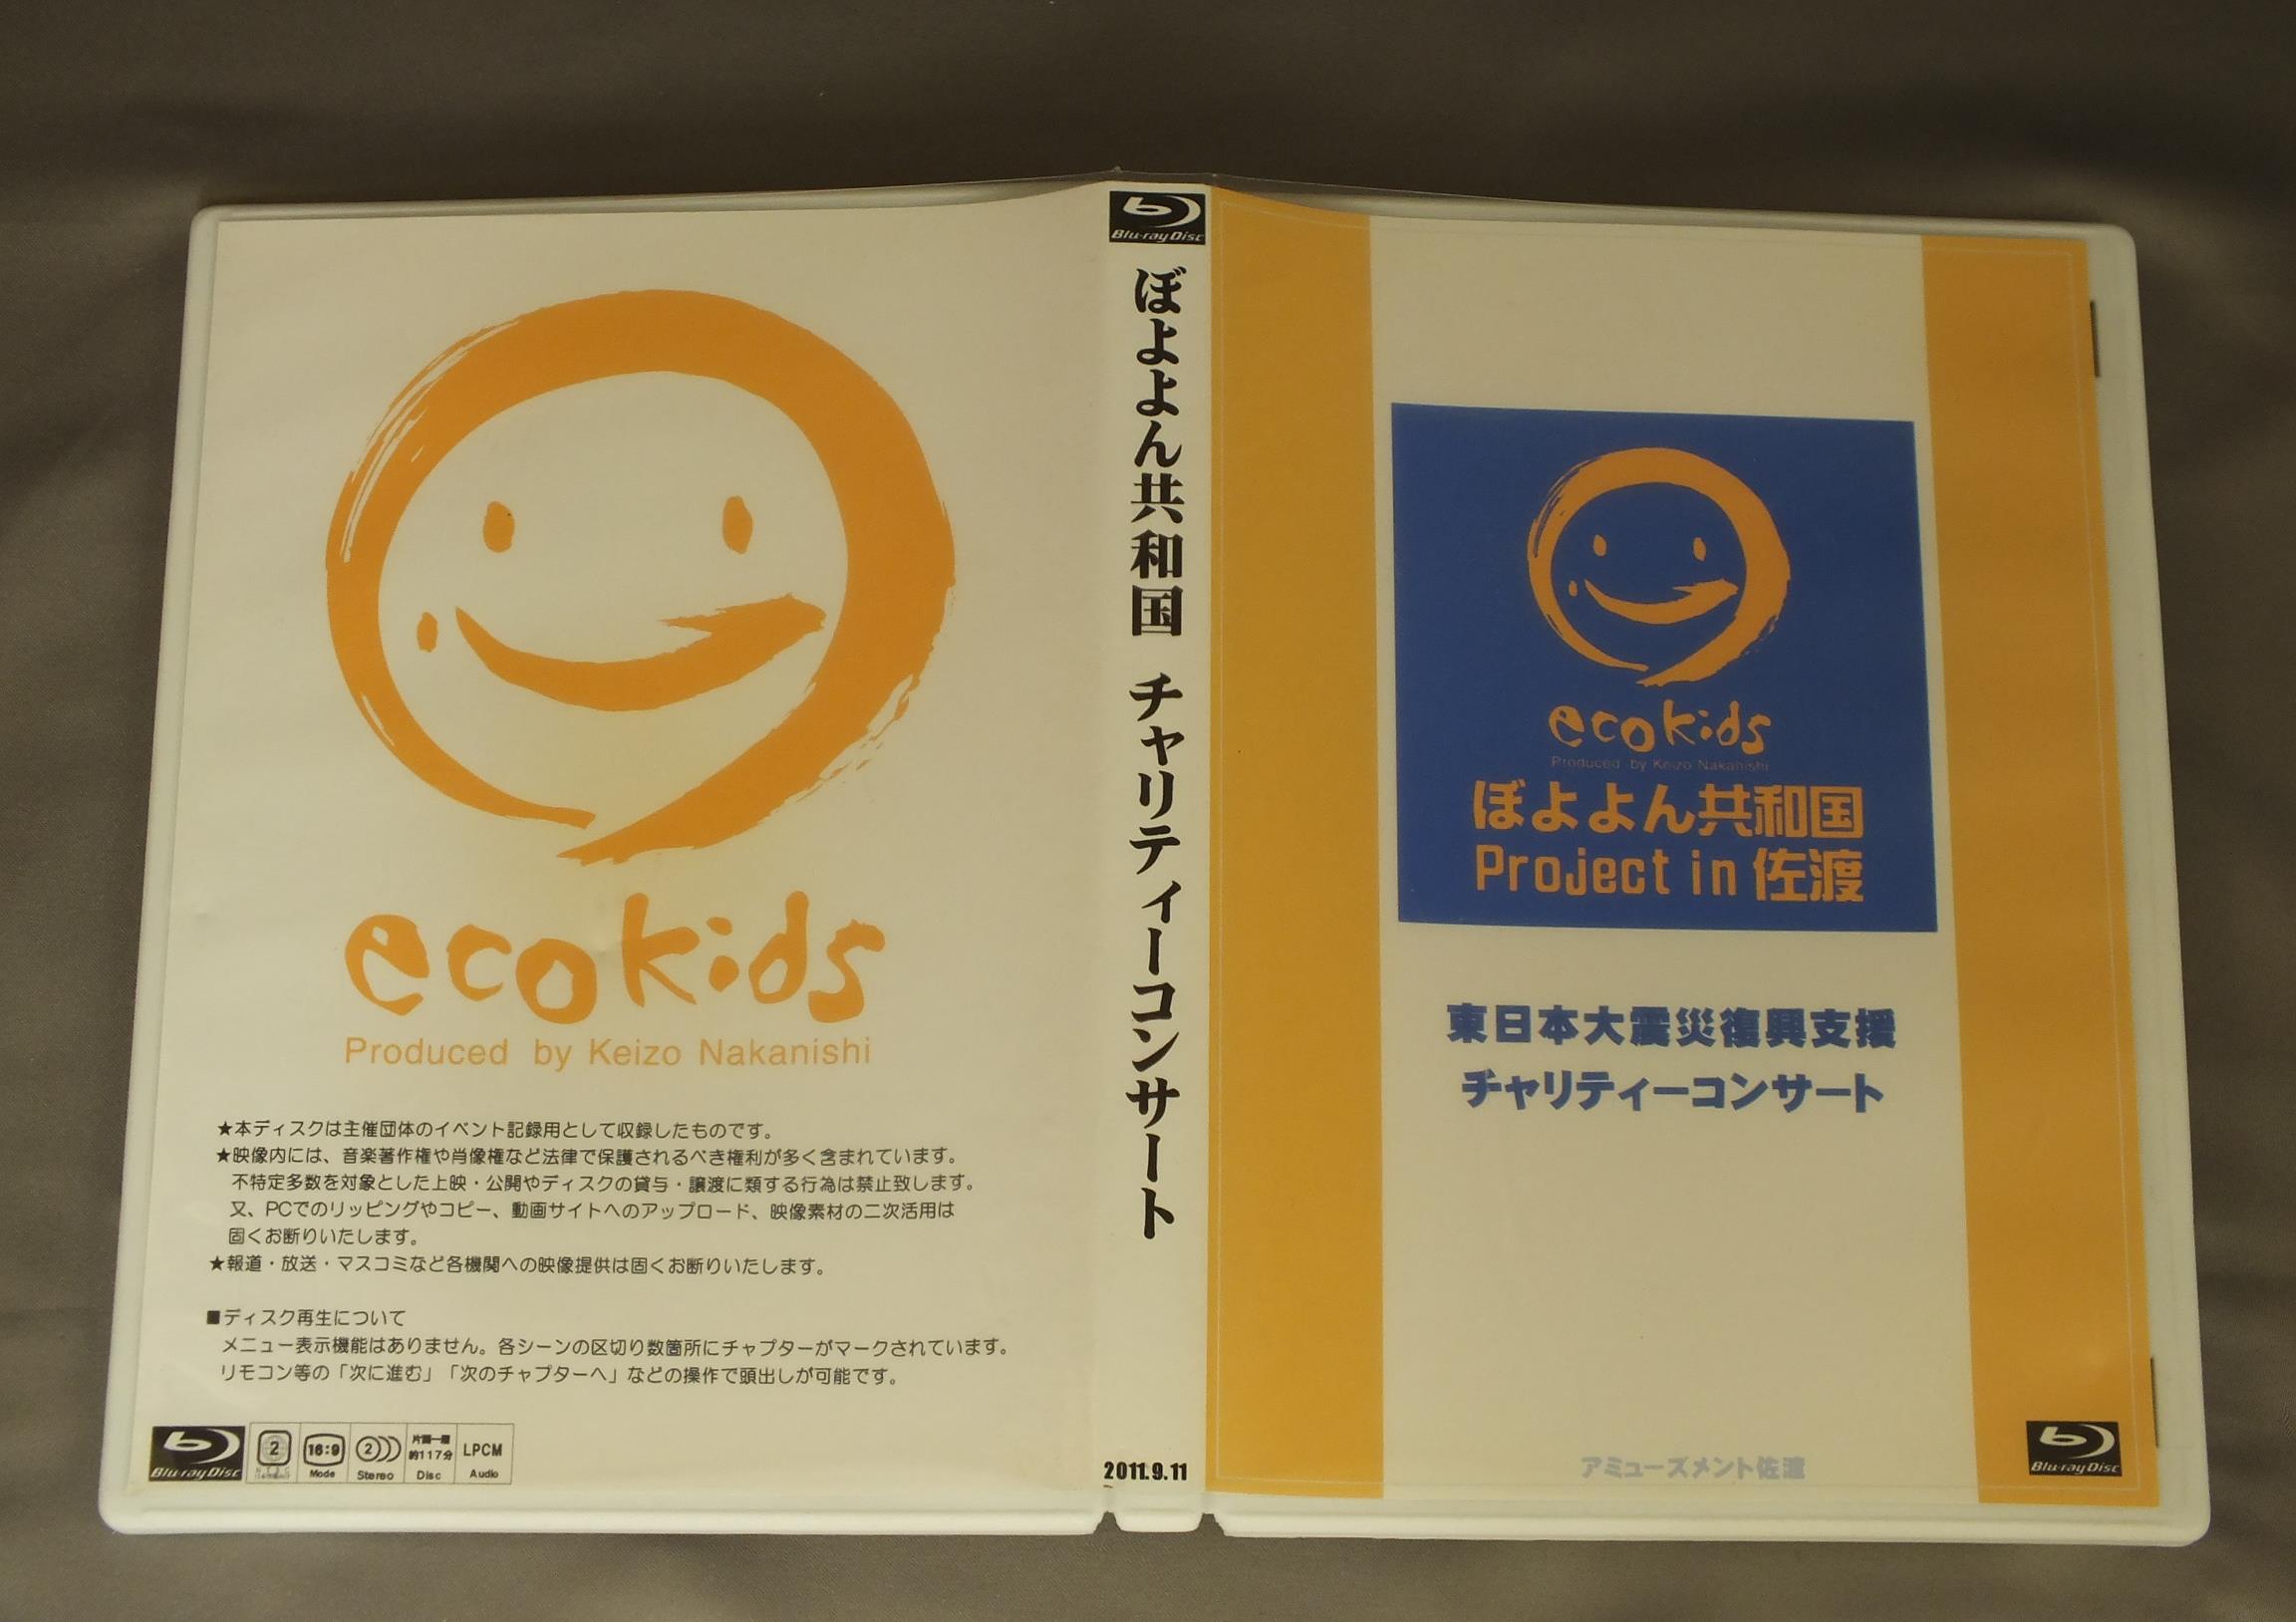 ecokids
Produced by Keizo Nakanishi
★本ディスクは主催団体のイベント記録用として収録したものです。
★映像内には、音楽著作権や肖像権など法律で保護されるべき権利が多く含まれています。
不特定多数を対象とした上映・公開やディスクの貸与・譲渡に類する行為は禁止致します。
又、PCでのリッピングやコピー、動画サイトへのアップロード、映像素材の二次活用は
固くお断りいたします。
★報道・放送・マスコミなど各機関への映像提供は固くお断りいたします。
■ディスク再生について
メニュー表示機能はありません。各シーンの区切り数箇所にチャプターがマークされています。
リモコン等の「次に進む」「次のチャプターへ」などの操作で頭出しが可能です。
Blu-ray Disc
2
16:9
Mode
2
Stereo
片面一層
約117分
Disc
LPCM
Audio
Blu-ray Disc
ぼよよん共和国 チャリティーコンサート
2011.9.11
ecokids
Produced by Keizo Nakanishi
ぼよよん共和国
Project in 佐渡
東日本大震災復興支援
チャリティーコンサート
アミューズメント佐渡
Blu-ray Disc